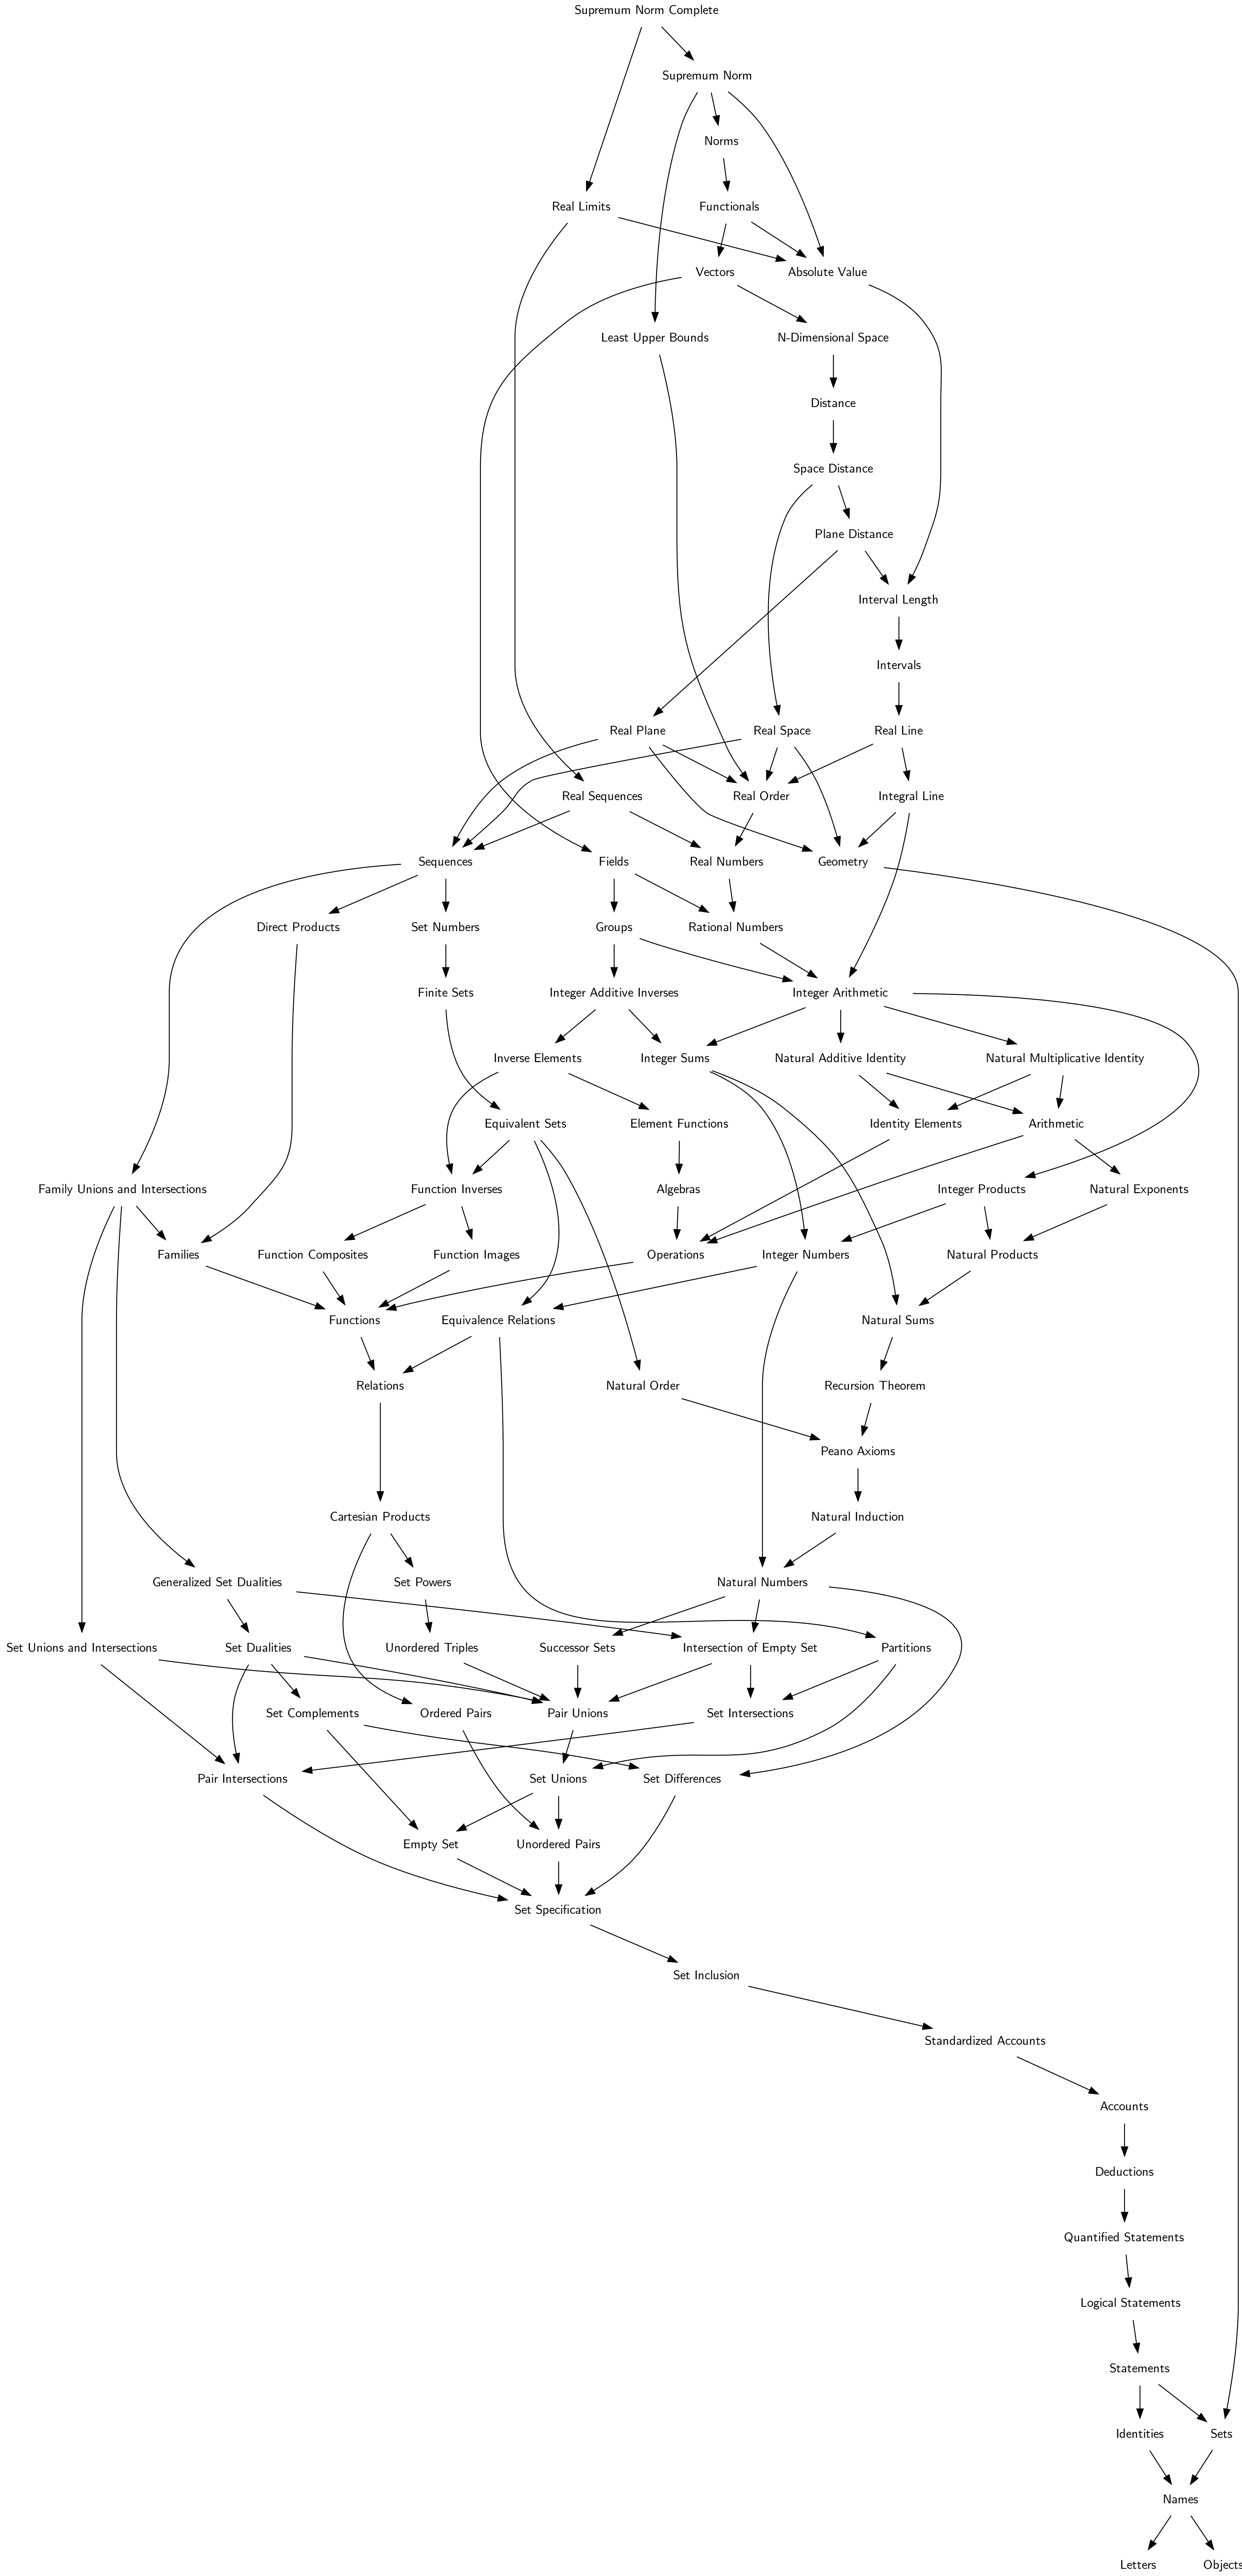 Supremum Norm Complete
Supremum Norm
Norms
Real Limits
Functionals
Vectors
Absolute Value
Least Upper Bounds
N-Dimensional Space
Distance
Space Distance
Plane Distance
Interval Length
Intervals
Real Plane
Real Space
Real Line
Real Sequences
Real Order
Integral Line
Sequences
Fields
Real Numbers
Geometry
Direct Products
Set Numbers
Groups
Rational Numbers
Finite Sets
Integer Additive Inverses
Integer Arithmetic
Inverse Elements
Integer Sums
Natural Additive Identity
Natural Multiplicative Identity
Equivalent Sets
Element Functions
Identity Elements
Arithmetic
Family Unions and Intersections
Function Inverses
Algebras
Integer Products
Natural Exponents
Families
Function Composites
Function Images
Operations
Integer Numbers
Natural Products
Functions
Equivalence Relations
Natural Sums
Relations
Natural Order
Recursion Theorem
Peano Axioms
Cartesian Products
Natural Induction
Generalized Set Dualities
Set Powers
Natural Numbers
Set Unions and Intersections
Set Dualities
Unordered Triples
Successor Sets
Intersection of Empty Set
Partitions
Set Complements
Ordered Pairs
Pair Unions
Set Intersections
Pair Intersections
Set Unions
Set Differences
Empty Set
Unordered Pairs
Set Specification
Set Inclusion
Standardized Accounts
Accounts
Deductions
Quantified Statements
Logical Statements
Statements
Identities
Sets
Names
Letters
Objects